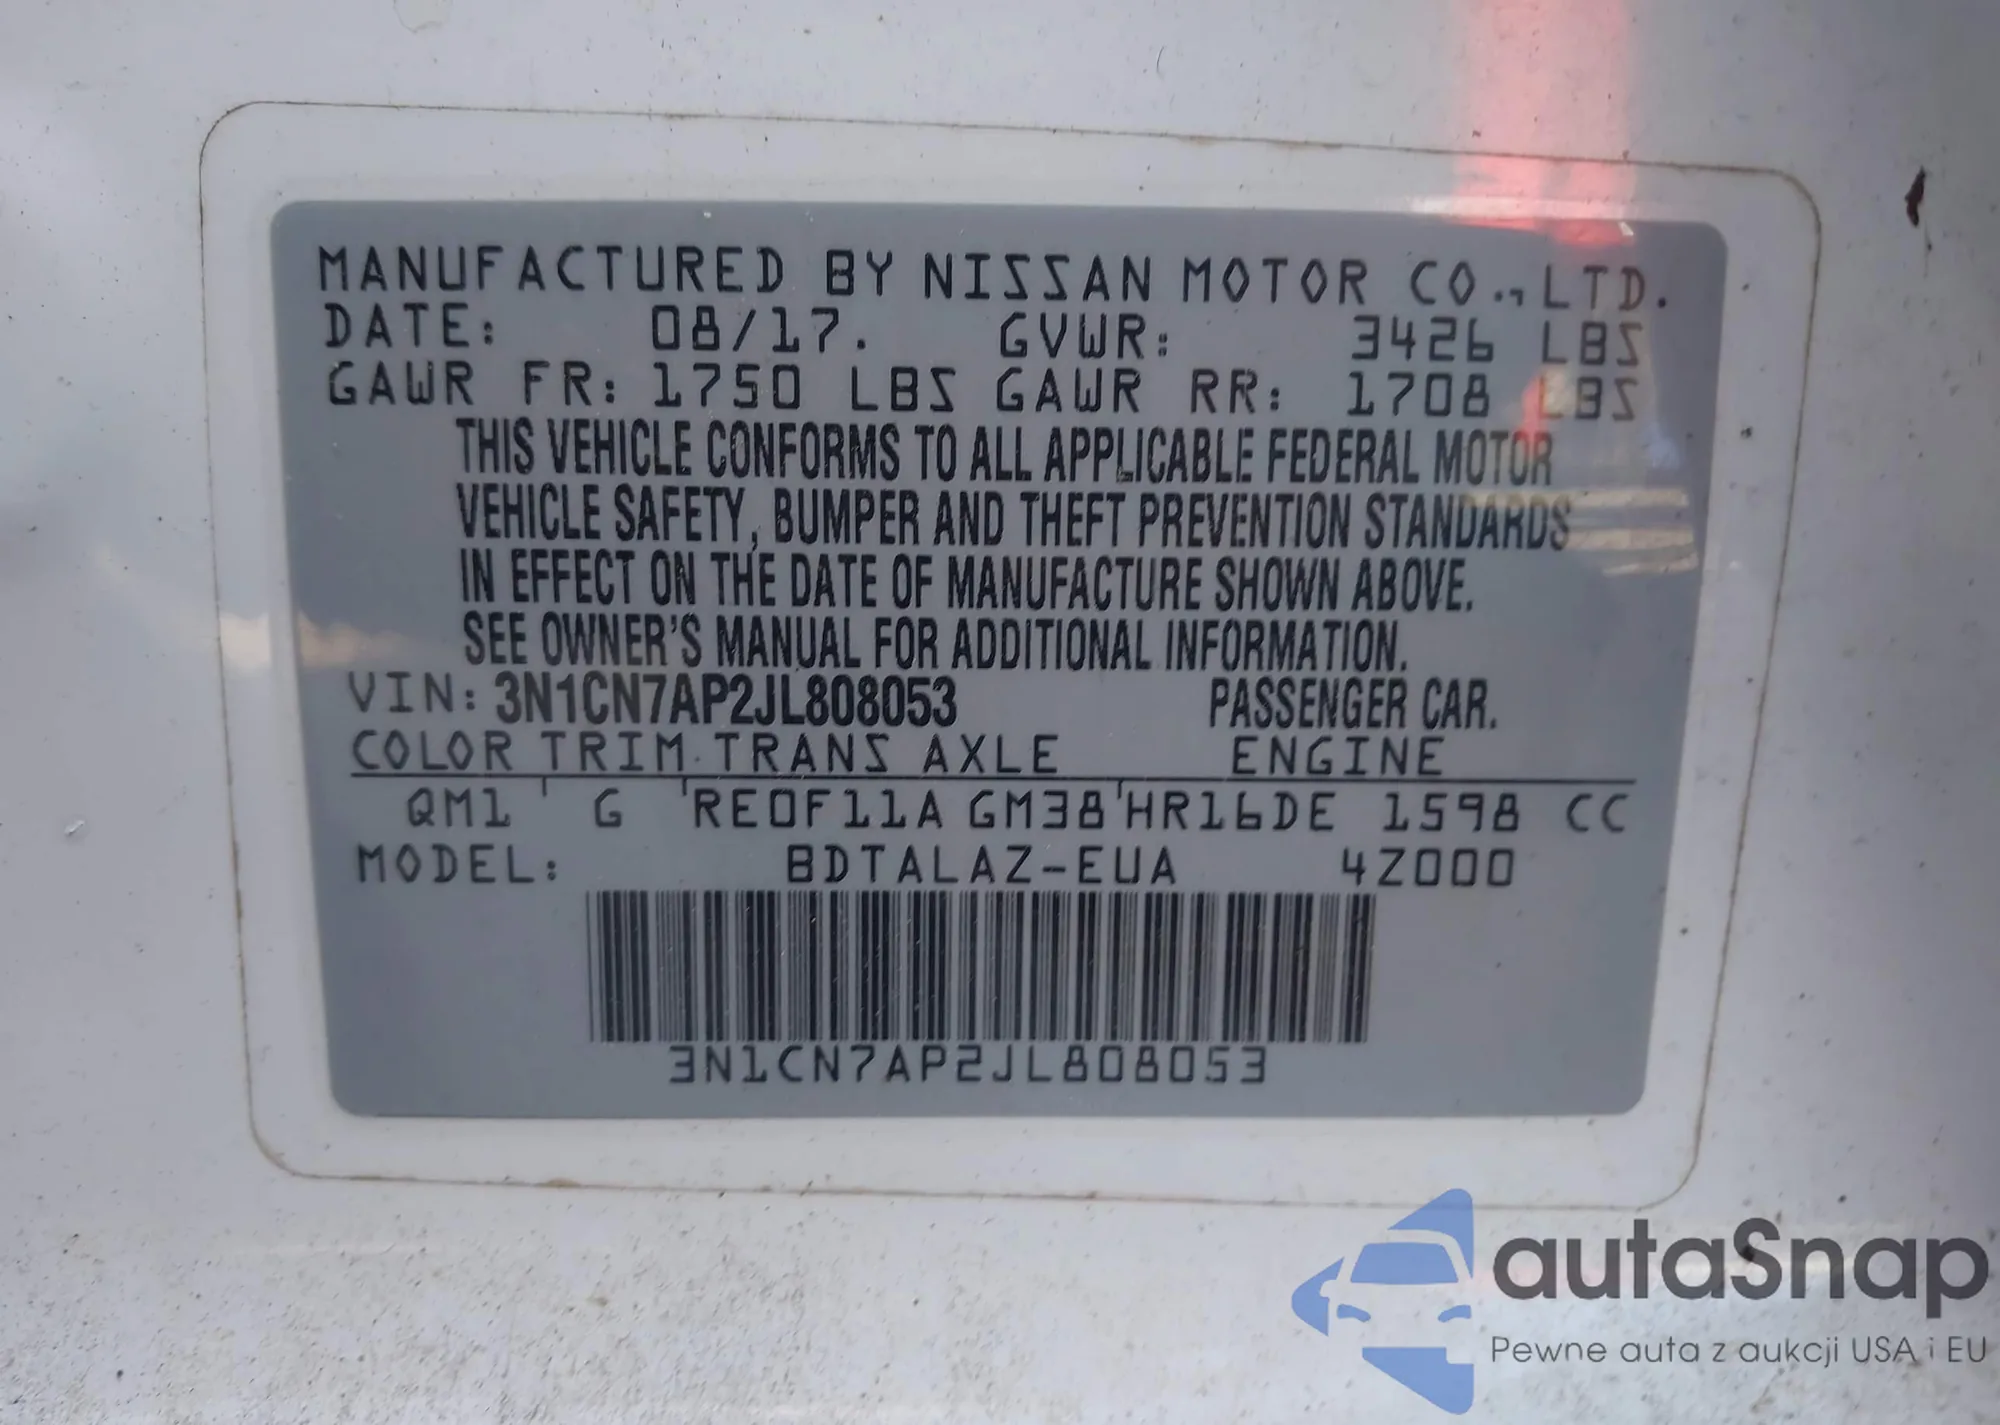 MANUFACTURED BY NISSAN MOTOR CO.,LTD.
DATE: 08/17. GVWR: 3426 LBS
GAWR FR: 1750 LBS GAWR RR: 1708 LBS
THIS VEHICLE CONFORMS TO ALL APPLICABLE FEDERAL MOTOR
VEHICLE SAFETY, BUMPER AND THEFT PREVENTION STANDARDS
IN EFFECT ON THE DATE OF MANUFACTURE SHOWN ABOVE.
SEE OWNER'S MANUAL FOR ADDITIONAL INFORMATION.
VIN: 3N1CN7AP2JL808053 PASSENGER CAR.
COLOR TRIM TRANS AXLE ENGINE
QM1 G RE0F11A GM38 HR16DE 1598 CC
MODEL: BDTALAZ-EUA 4Z000
3N1CN7AP2JL808053
autaSnap
Pewne auta z aukcji USA i EU